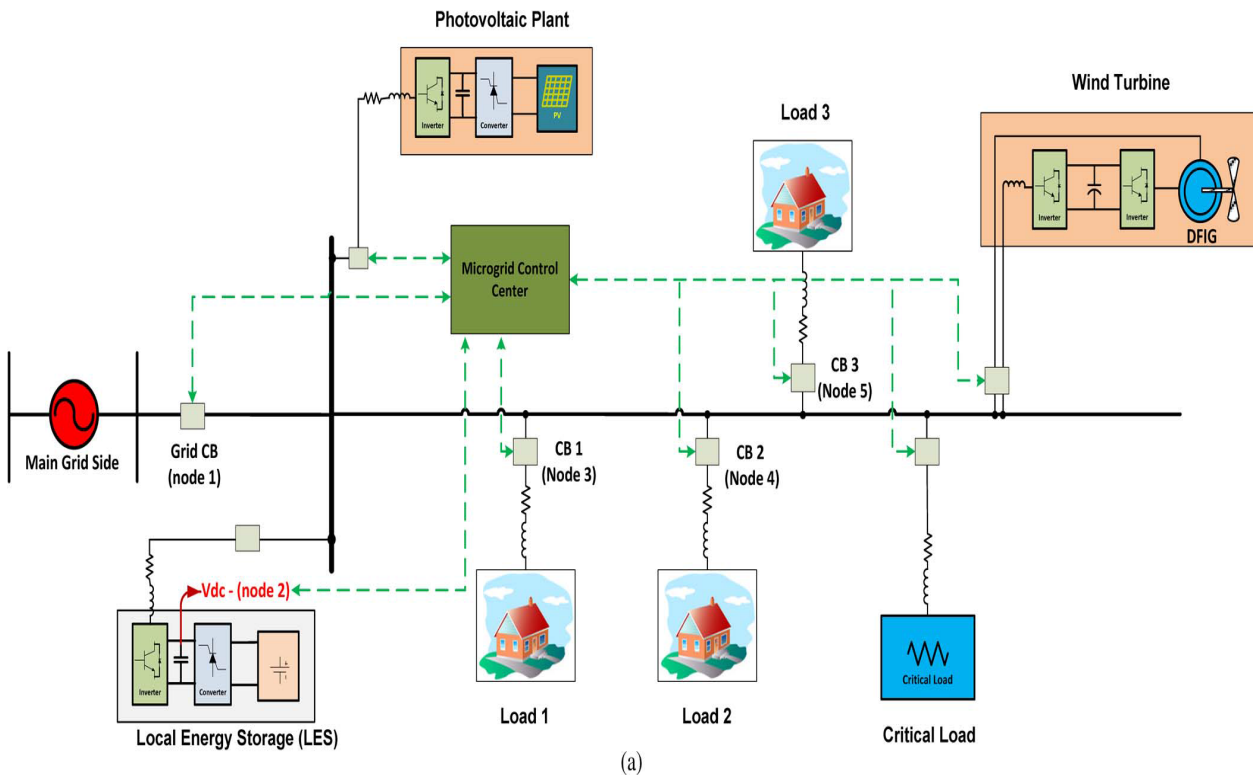 Photovoltaic Plant
Inverter
Converter
PV
Wind Turbine
Inverter
Inverter
DFIG
Load 3
Microgrid Control
Center
CB 3
(Node 5)
Main Grid Side
Grid CB
(node 1)
CB 1
(Node 3)
CB 2
(Node 4)
Vdc - (node 2)
Inverter
Converter
Local Energy Storage (LES)
Load 1
Load 2
Critical Load
Critical Load
(a)